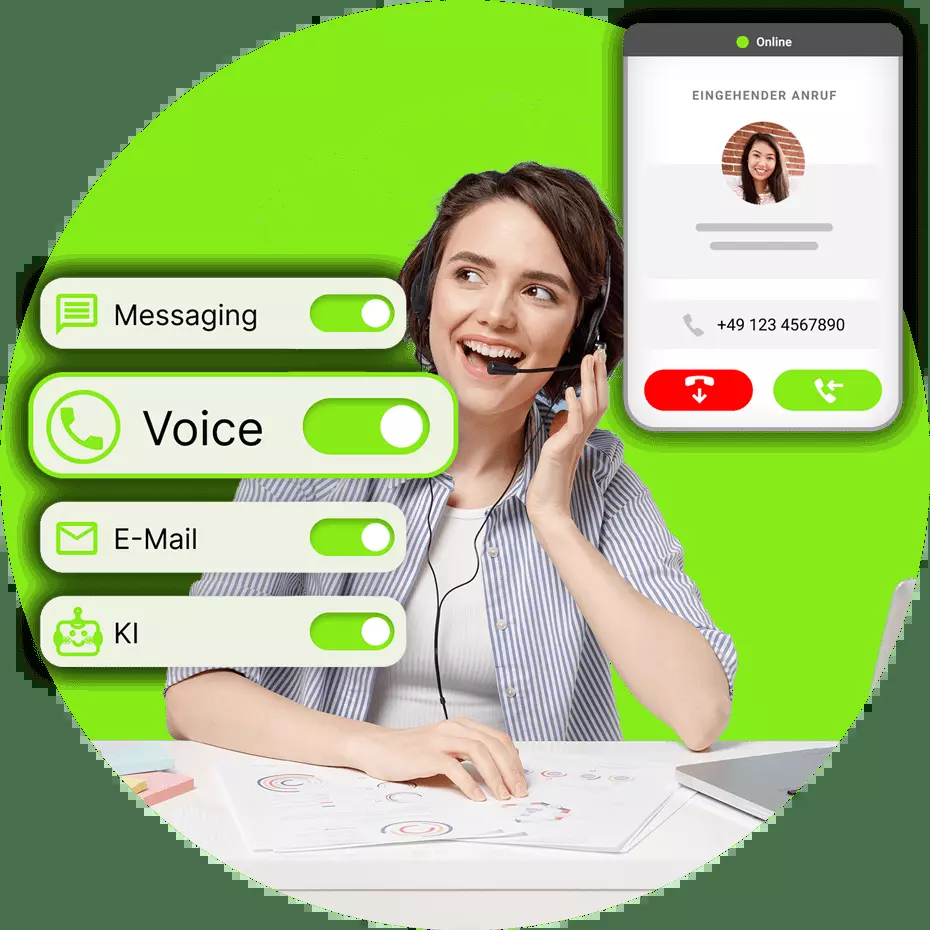 Online
EINGEHENDER ANRUF
+49 123 4567890
Messaging
Voice
E-Mail
KI